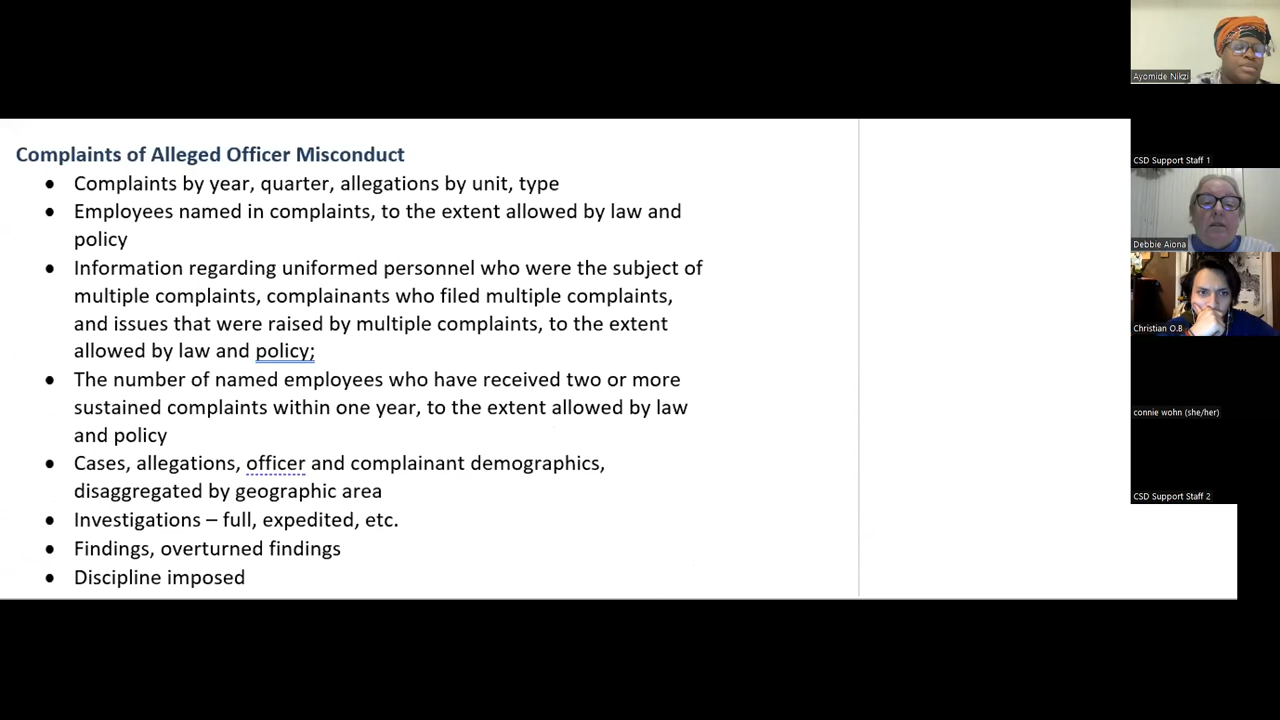 Complaints of Alleged Officer Misconduct
• Complaints by year, quarter, allegations by unit, type
• Employees named in complaints, to the extent allowed by law and
policy
• Information regarding uniformed personnel who were the subject of
multiple complaints, complainants who filed multiple complaints,
and issues that were raised by multiple complaints, to the extent
allowed by law and policy;
• The number of named employees who have received two or more
sustained complaints within one year, to the extent allowed by law
and policy
• Cases, allegations, officer and complainant demographics,
disaggregated by geographic area
• Investigations – full, expedited, etc.
• Findings, overturned findings
• Discipline imposed
Ayomide Nikzi
CSD Support Staff 1
Debbie Aiona
Christian O.B
connie wohn (she/her)
CSD Support Staff 2